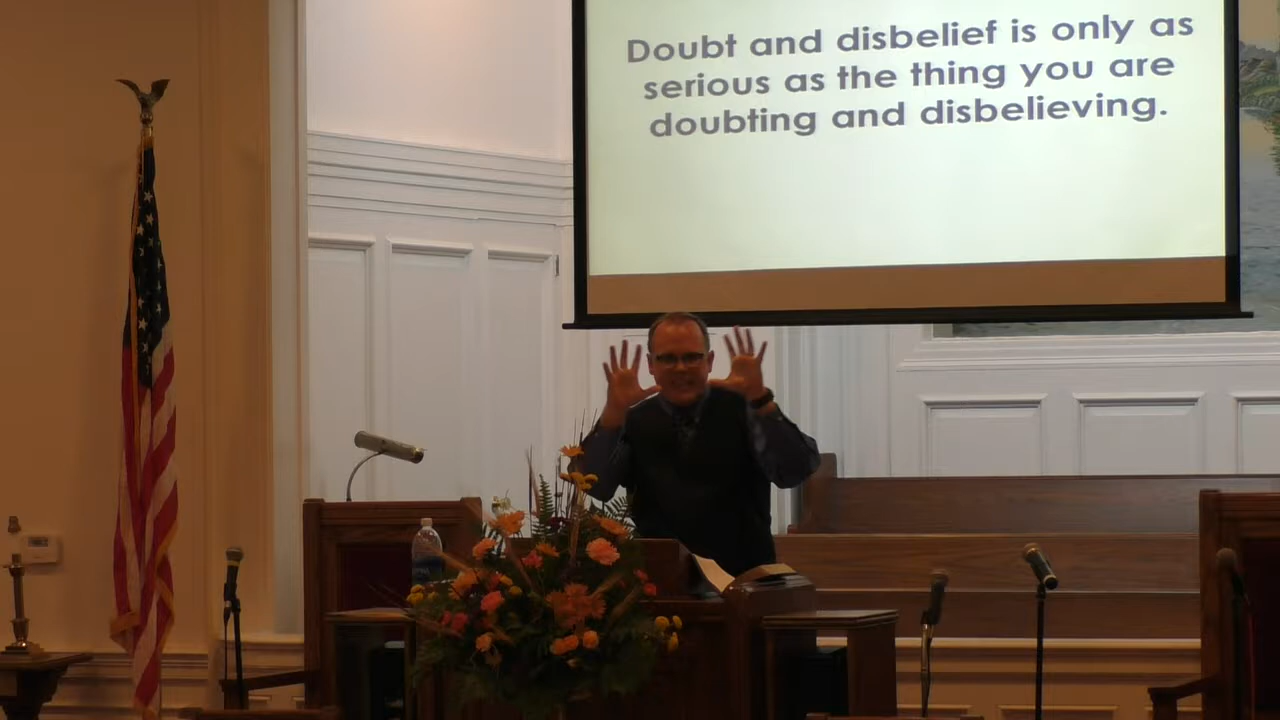 Doubt and disbelief is only as
serious as the thing you are
doubting and disbelieving.